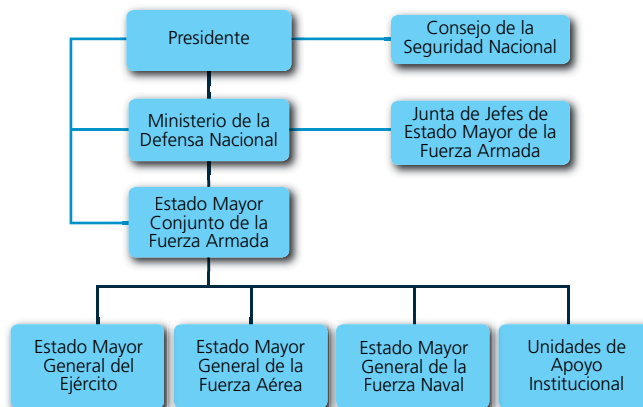 Presidente
Consejo de la
Seguridad Nacional
Ministerio de la
Defensa Nacional
Junta de Jefes de
Estado Mayor de la
Fuerza Armada
Estado Mayor
Conjunto de la
Fuerza Armada
Estado Mayor
General del
Ejército
Estado Mayor
General de la
Fuerza Aérea
Estado Mayor
General de la
Fuerza Naval
Unidades de
Apoyo
Institucional